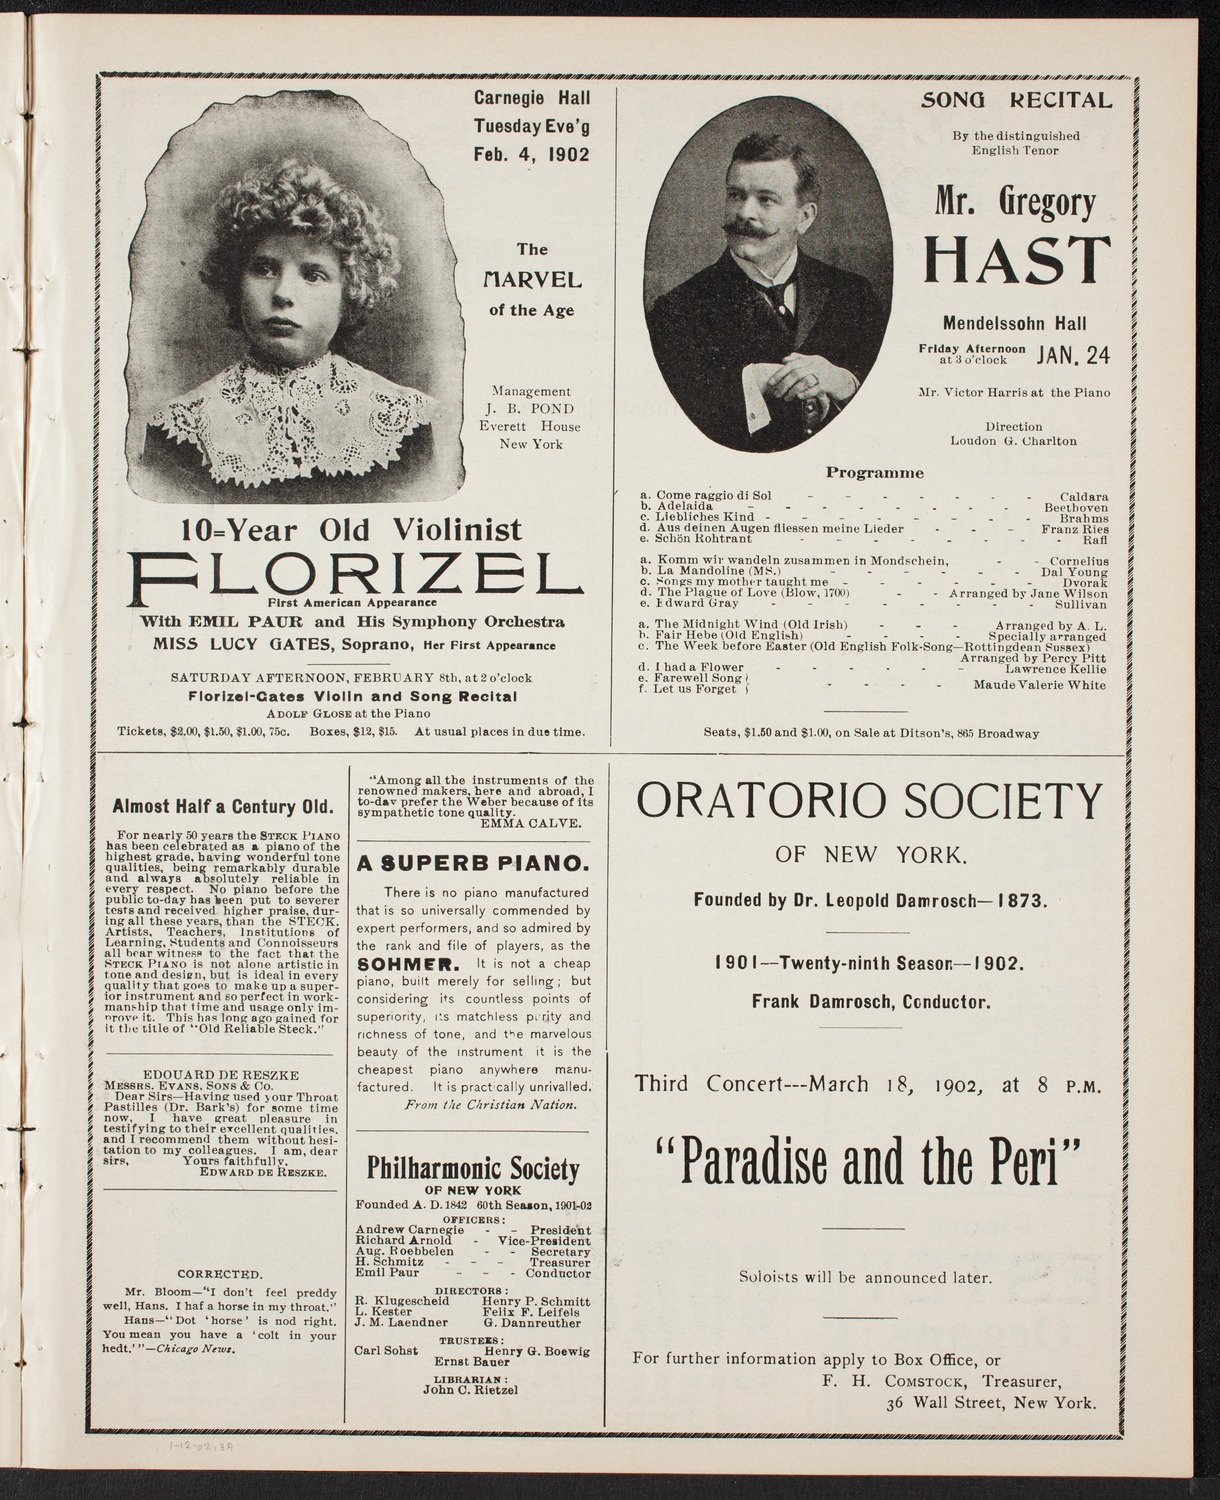 Carnegie Hall
Tuesday Eve'g
Feb. 4, 1902
The
MARVEL
of the Age
Management
J. B. POND
Everett House
New York
10=Year Old Violinist
FLORIZEL
First American Appearance
With EMIL PAUR and His Symphony Orchestra
MISS LUCY GATES, Soprano, Her First Appearance
SATURDAY AFTERNOON, FEBRUARY 8th, at 2 o'clock
Florizel-Gates Violin and Song Recital
ADOLF GLOSE at the Piano
Tickets, $2.00, $1.50, $1.00, 75c. Boxes, $12, $15. At usual places in due time.
SONG RECITAL
By the distinguished
English Tenor
Mr. Gregory
HAST
Mendelssohn Hall
Friday Afternoon
at 3 o'clock JAN. 24
Mr. Victor Harris at the Piano
Direction
Loudon G. Charlton
Programme
a. Come raggio di Sol - - - - - - - Caldara
b. Adelaida - - - - - - - - Beethoven
c. Liebliches Kind - - - - - - - - Brahms
d. Aus deinen Augen fliessen meine Lieder - - - Franz Ries
e. Schön Rohtrant - - - - - - - - Rafl
a. Komm wir wandeln zusammen in Mondschein, - - Cornelius
b. La Mandoline (MS.) - - - - - - Dal Young
c. Songs my mother taught me - - - - - - Dvorak
d. The Plague of Love (Blow, 1700) - - Arranged by Jane Wilson
e. Edward Gray - - - - - - - - Sullivan
a. The Midnight Wind (Old Irish) - - - Arranged by A. L.
b. Fair Hebe (Old English) - - - - Specially arranged
c. The Week before Easter (Old English Folk-Song—Rottingdean Sussex)
Arranged by Percy Pitt
d. I had a Flower - - - - - - Lawrence Kellie
e. Farewell Song }
f. Let us Forget } - - - - Maude Valerie White
Seats, $1.50 and $1.00, on Sale at Ditson's, 865 Broadway
Almost Half a Century Old.
For nearly 50 years the STECK PIANO
has been celebrated as a piano of the
highest grade, having wonderful tone
qualities, being remarkably durable
and always absolutely reliable in
every respect. No piano before the
public to-day has been put to severer
tests and received higher praise, dur-
ing all these years, than the STECK.
Artists, Teachers, Institutions of
Learning, Students and Connoisseurs
all bear witness to the fact that the
STECK PIANO is not alone artistic in
tone and design, but is ideal in every
quality that goes to make up a super-
ior instrument and so perfect in work-
manship that time and usage only im-
prove it. This has long ago gained for
it the title of "Old Reliable Steck."
EDOUARD DE RESZKE
MESSRS. EVANS, SONS & CO.
Dear Sirs—Having used your Throat
Pastilles (Dr. Bark's) for some time
now, I have great pleasure in
testifying to their excellent qualities,
and I recommend them without hesi-
tation to my colleagues. I am, dear
sirs, Yours faithfully,
EDWARD DE RESZKE.
CORRECTED.
Mr. Bloom—"I don't feel preddy
well, Hans. I haf a horse in my throat."
Hans—"Dot 'horse' is nod right.
You mean you have a 'colt in your
hedt.'"—Chicago News.
"Among all the instruments of the
renowned makers, here and abroad, I
to-day prefer the Weber because of its
sympathetic tone quality.
EMMA CALVE.
A SUPERB PIANO.
There is no piano manufactured
that is so universally commended by
expert performers, and so admired by
the rank and file of players, as the
SOHMER. It is not a cheap
piano, built merely for selling; but
considering its countless points of
superiority, its matchless purity and
richness of tone, and the marvelous
beauty of the instrument it is the
cheapest piano anywhere manu-
factured. It is practically unrivalled.
From the Christian Nation.
Philharmonic Society
OF NEW YORK
Founded A. D. 1842 60th Season, 1901-02
OFFICERS:
Andrew Carnegie - - President
Richard Arnold - Vice-President
Aug. Roebbelen - - Secretary
H. Schmitz - - - Treasurer
Emil Paur - - - Conductor
DIRECTORS:
R. Klugescheid Henry P. Schmitt
L. Kester Felix F. Leifels
J. M. Laendner G. Dannreuther
TRUSTEES:
Carl Sohst Henry G. Boewig
Ernst Bauer
LIBRARIAN:
John C. Rietzel
ORATORIO SOCIETY
OF NEW YORK.
Founded by Dr. Leopold Damrosch—1873.
1901—Twenty-ninth Season—1902.
Frank Damrosch, Conductor.
Third Concert---March 18, 1902, at 8 P.M.
"Paradise and the Peri"
Soloists will be announced later.
For further information apply to Box Office, or
F. H. COMSTOCK, Treasurer,
36 Wall Street, New York.
1-12-02,3A